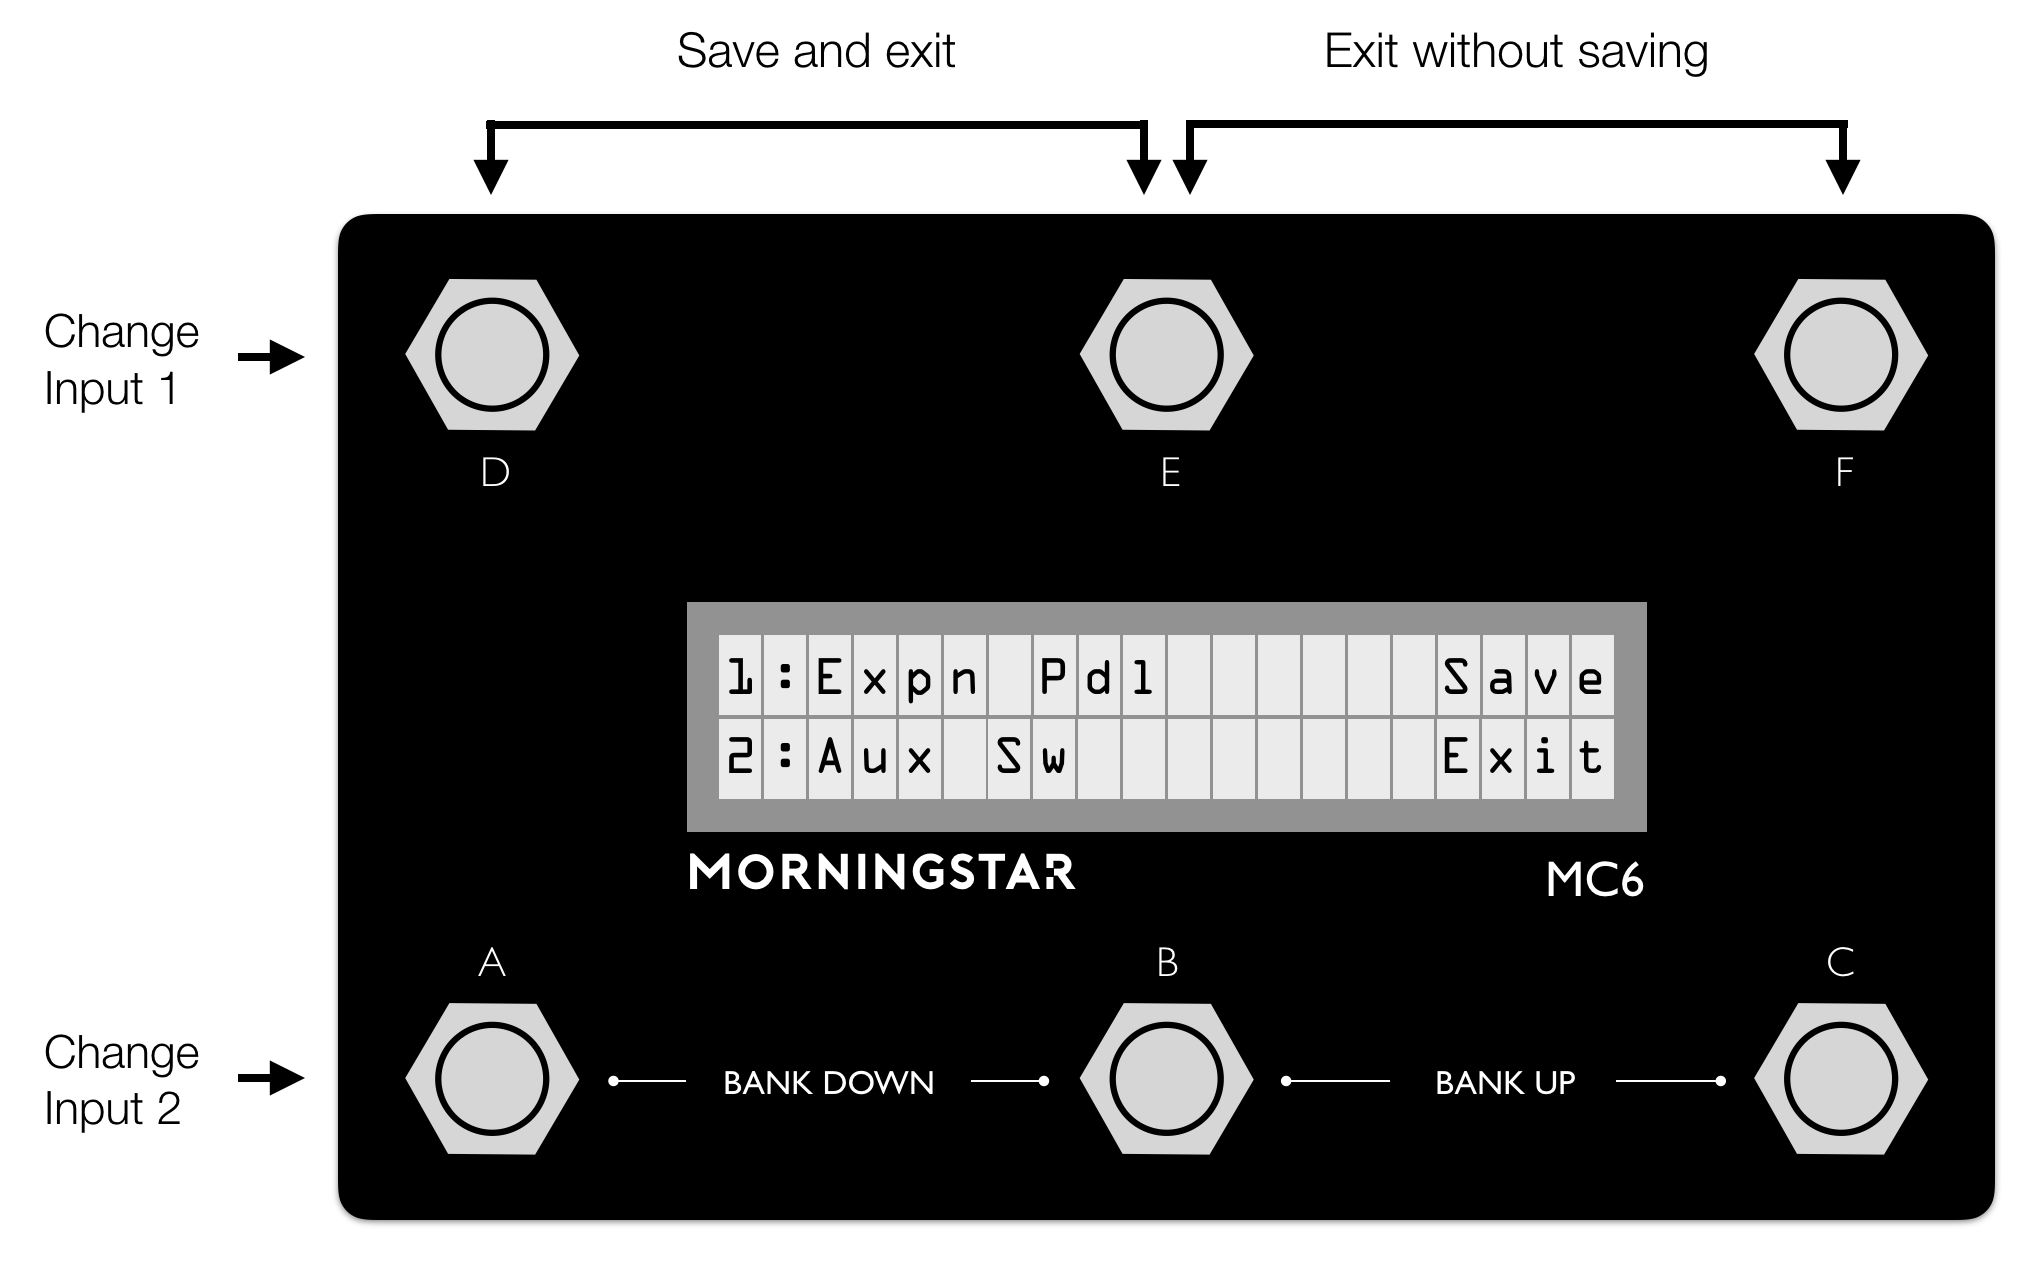 Save and exit
Exit without saving
Change
Input 1
D
E
F
1:Expn Pdl Save
2:Aux Sw Exit
MORNINGSTAR
MC6
A
B
C
Change
Input 2
BANK DOWN
BANK UP